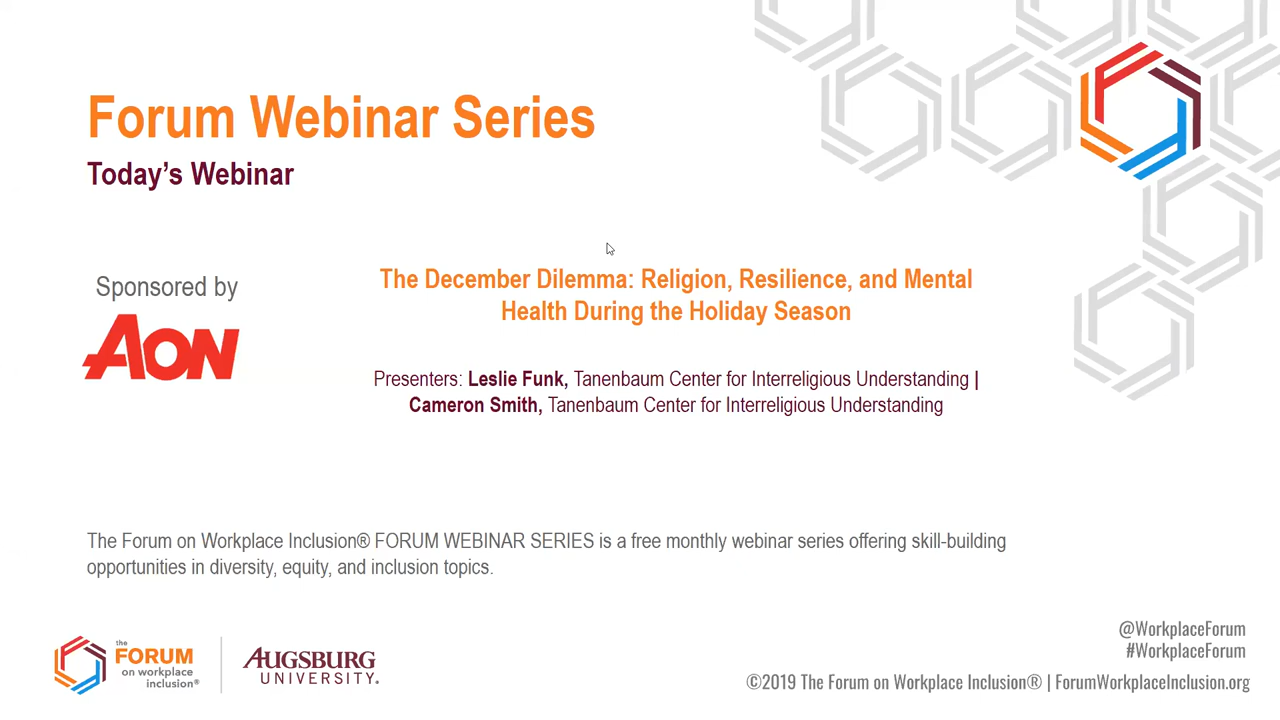 Forum Webinar Series
Today's Webinar
Sponsored by
AON
The December Dilemma: Religion, Resilience, and Mental
Health During the Holiday Season
Presenters: Leslie Funk, Tanenbaum Center for Interreligious Understanding |
Cameron Smith, Tanenbaum Center for Interreligious Understanding
The Forum on Workplace Inclusion® FORUM WEBINAR SERIES is a free monthly webinar series offering skill-building
opportunities in diversity, equity, and inclusion topics.
the
FORUM
on workplace
inclusion®
AUGSBURG
UNIVERSITY®
@WorkplaceForum
#WorkplaceForum
©2019 The Forum on Workplace Inclusion® | ForumWorkplaceInclusion.org